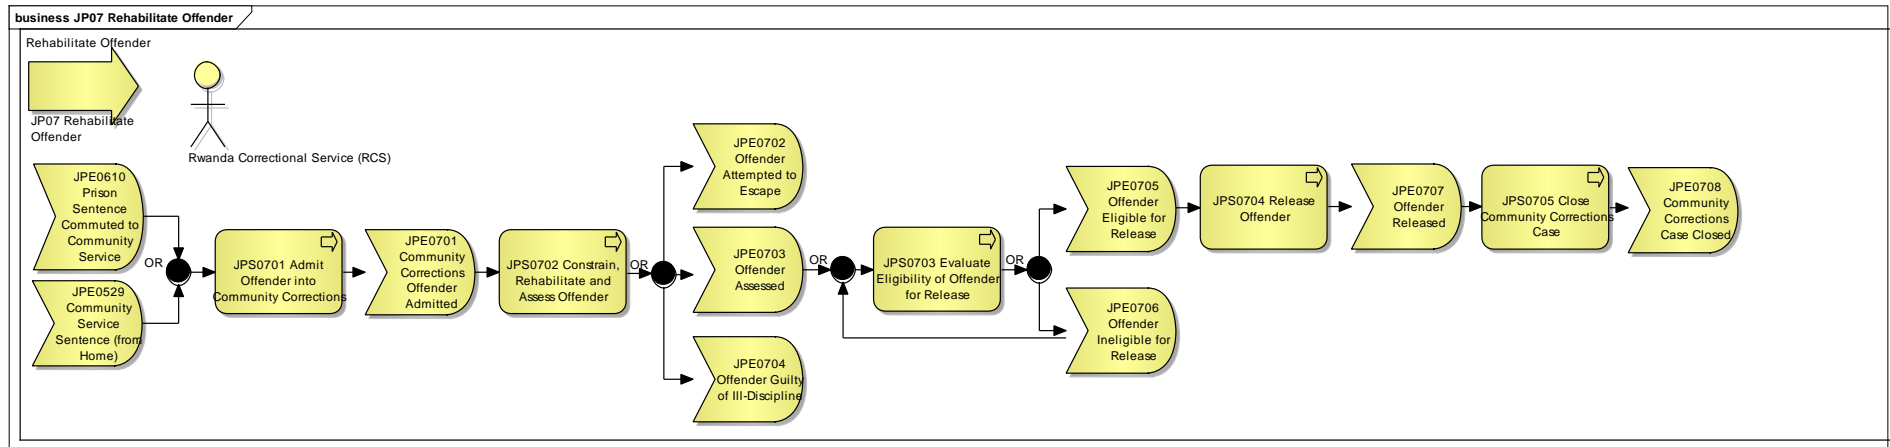 business JP07 Rehabilitate Offender
Rehabilitate Offender
JP07 Rehabilitate
Offender
Rwanda Correctional Service (RCS)
JPE0610
Prison
Sentence
Commuted to
Community
Service
JPE0529
Community
Service
Sentence (from
Home)
OR
JPS0701 Admit
Offender into
Community Corrections
JPE0701
Community
Corrections
Offender
Admitted
JPS0702 Constrain,
Rehabilitate and
Assess Offender
OR
JPE0702
Offender
Attempted to
Escape
JPE0703
Offender
Assessed
JPE0704
Offender Guilty
of Ill-Discipline
OR
JPS0703 Evaluate
Eligibility of Offender
for Release
OR
JPE0705
Offender
Eligible for
Release
JPE0706
Offender
Ineligible for
Release
JPS0704 Release
Offender
JPE0707
Offender
Released
JPS0705 Close
Community Corrections
Case
JPE0708
Community
Corrections
Case Closed